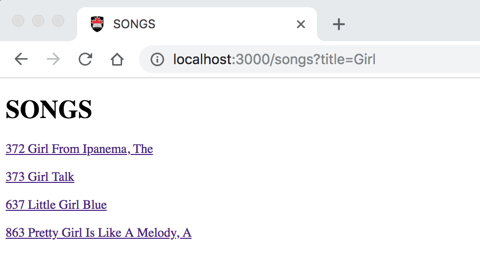 SONGS
localhost:3000/songs?title=Girl
SONGS
372 Girl From Ipanema, The
373 Girl Talk
637 Little Girl Blue
863 Pretty Girl Is Like A Melody, A